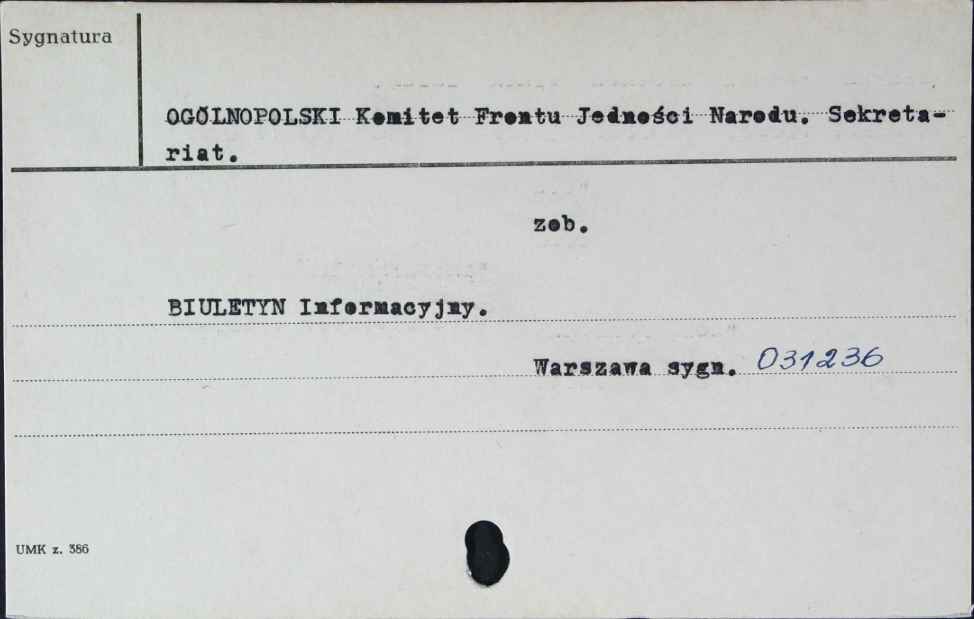 Sygnatura
OGÓLNOPOLSKI Komitet Frontu Jedności Narodu. Sekreta-
riat.
zob.
BIULETYN Informacyjny.
Warszawa sygn. 031236
UMK z. 386